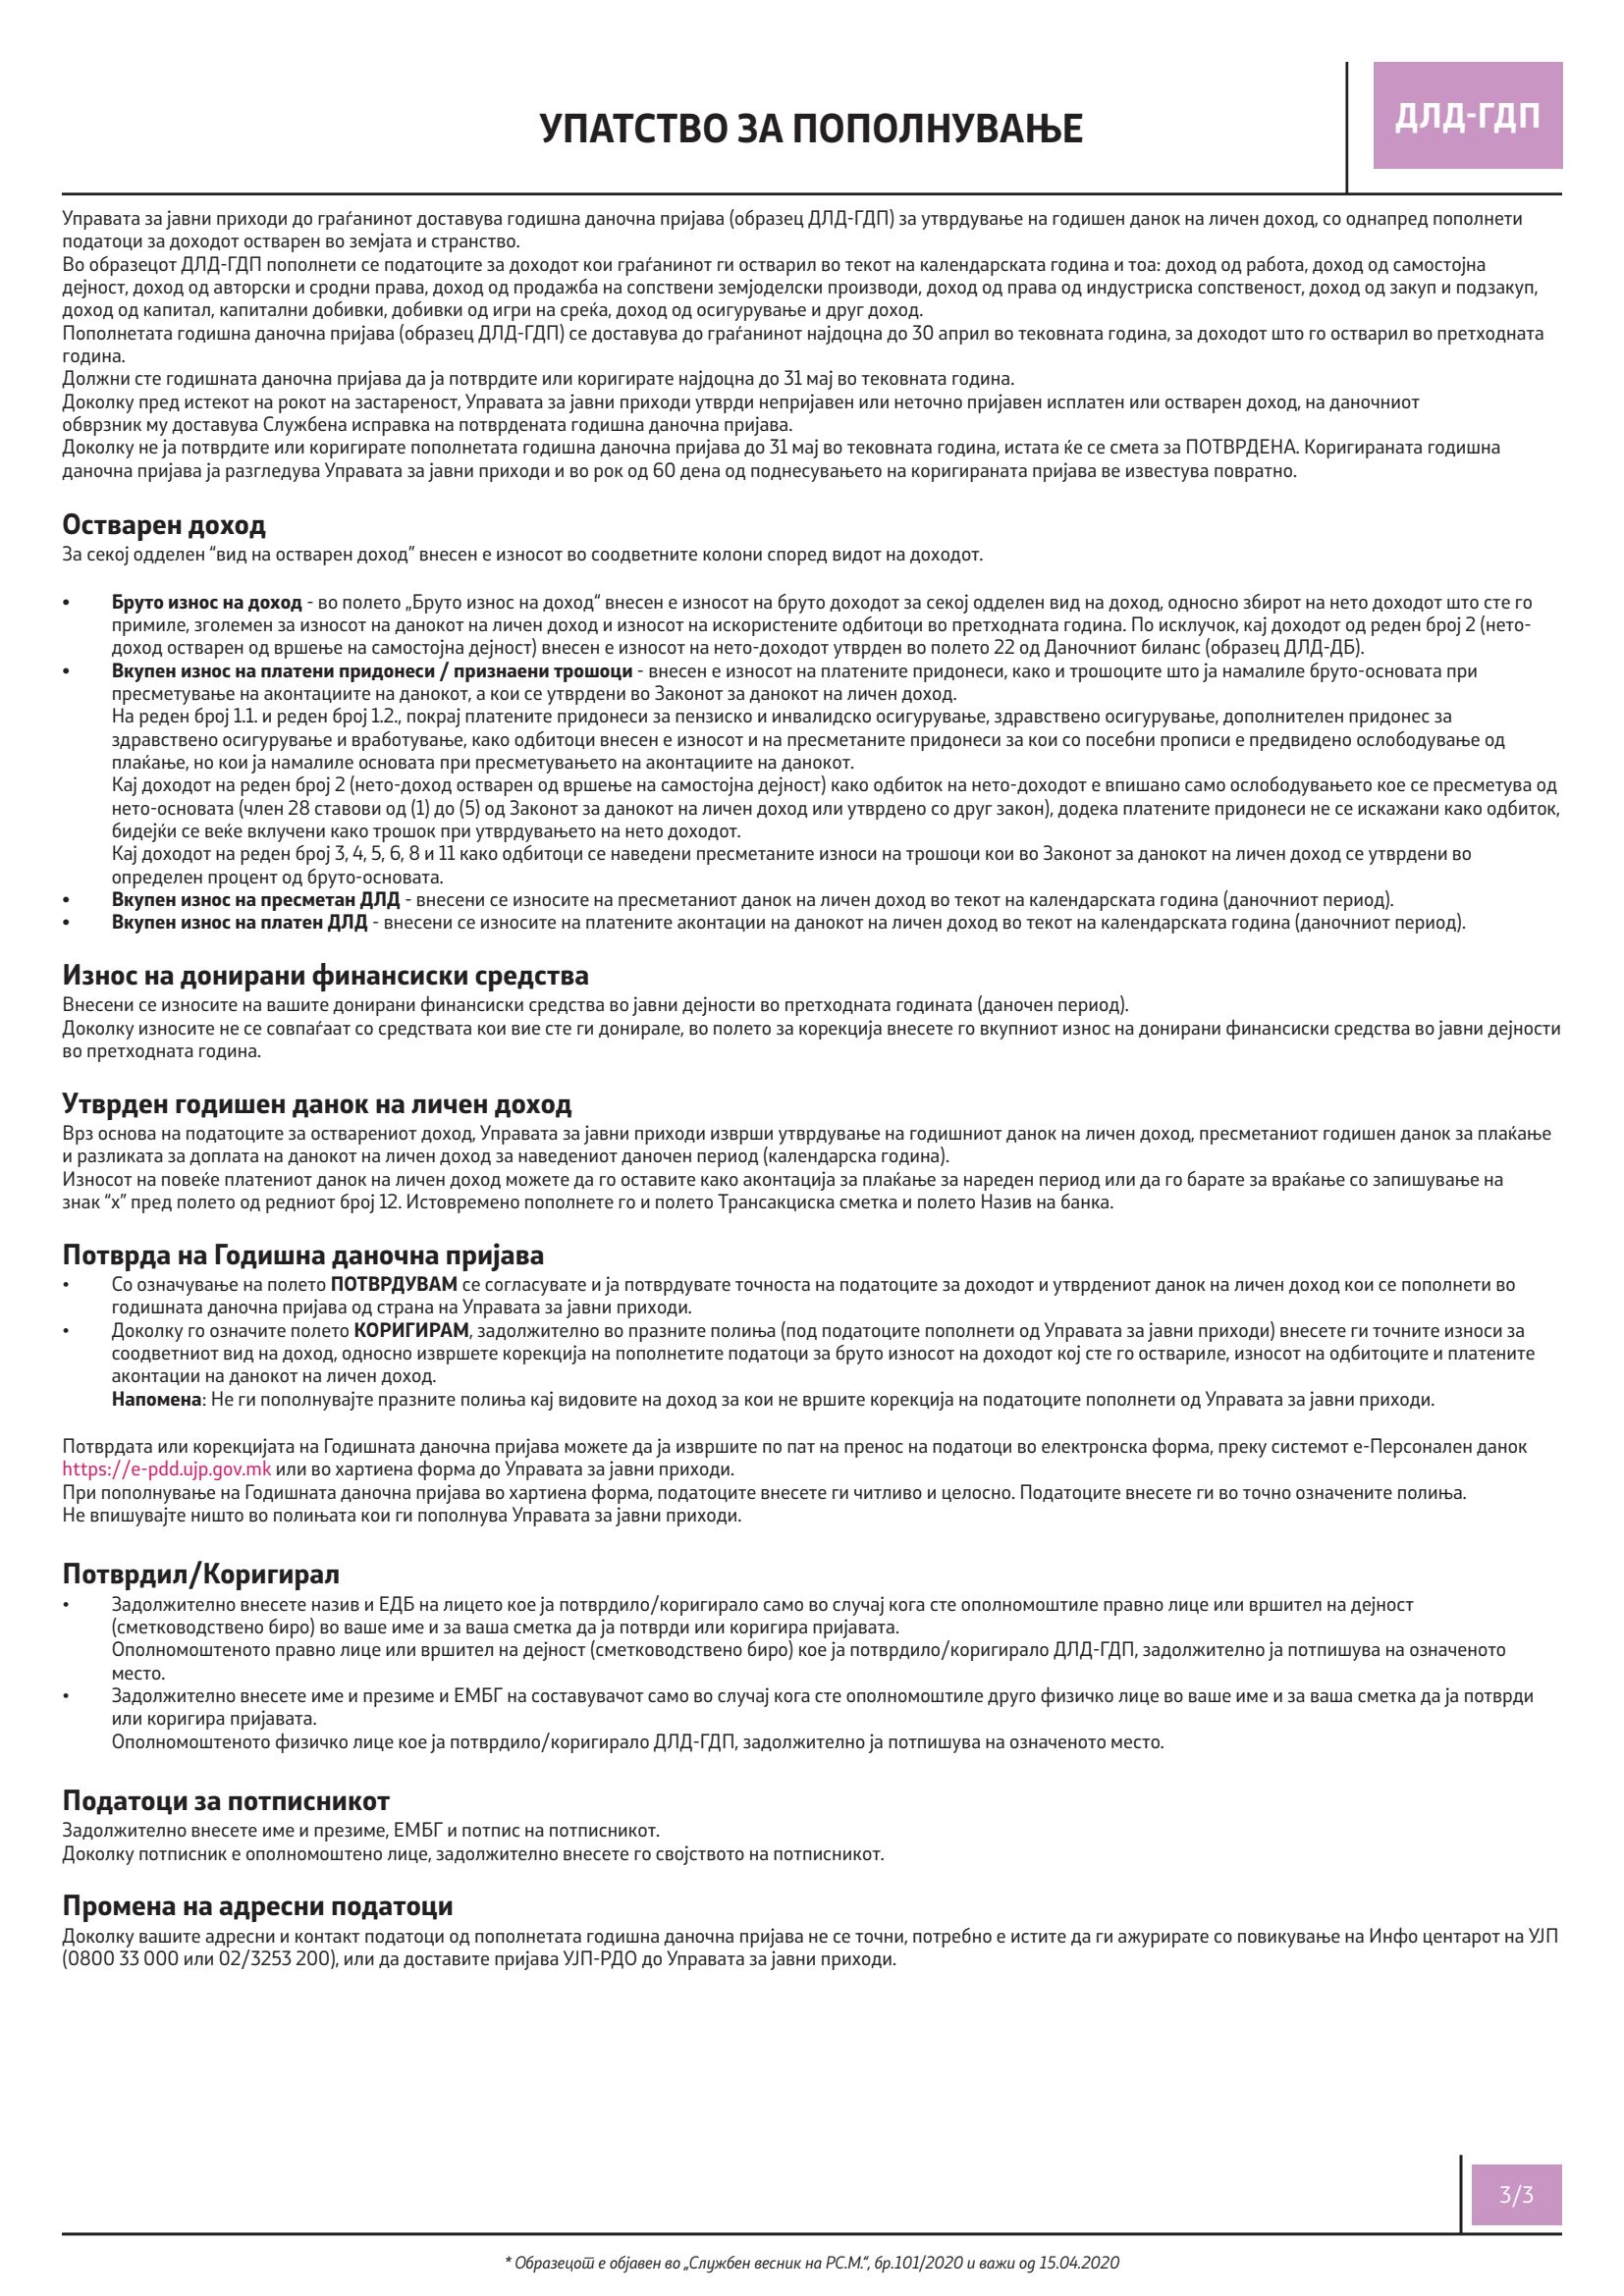 УПАТСТВО ЗА ПОПОЛНУВАЊЕ
ДЛД-ГДП
Управата за јавни приходи до граѓанинот доставува годишна даночна пријава (образец ДЛД-ГДП) за утврдување на годишен данок на личен доход, со однапред пополнети
податоци за доходот остварен во земјата и странство.
Во образецот ДЛД-ГДП пополнети се податоците за доходот кои граѓанинот ги остварил во текот на календарската година и тоа: доход од работа, доход од самостојна
дејност, доход од авторски и сродни права, доход од продажба на сопствени земјоделски производи, доход од права од индустриска сопственост, доход од закуп и подзакуп,
доход од капитал, капитални добивки, добивки од игри на среќа, доход од осигурување и друг доход.
Пополнетата годишна даночна пријава (образец ДЛД-ГДП) се доставува до граѓанинот најдоцна до 30 април во тековната година, за доходот што го остварил во претходната
година.
Должни сте годишната даночна пријава да ја потврдите или коригирате најдоцна до 31 мај во тековната година.
Доколку пред истекот на рокот на застареност, Управата за јавни приходи утврди непријавен или неточно пријавен исплатен или остварен доход, на даночниот
обврзник му доставува Службена исправка на потврдената годишна даночна пријава.
Доколку не ја потврдите или коригирате пополнетата годишна даночна пријава до 31 мај во тековната година, истата ќе се смета за ПОТВРДЕНА. Коригираната годишна
даночна пријава ја разгледува Управата за јавни приходи и во рок од 60 дена од поднесувањето на коригираната пријава ве известува повратно.
Остварен доход
За секој одделен “вид на остварен доход” внесен е износот во соодветните колони според видот на доходот.
• Бруто износ на доход - во полето „Бруто износ на доход“ внесен е износот на бруто доходот за секој одделен вид на доход, односно збирот на нето доходот што сте го
примиле, зголемен за износот на данокот на личен доход и износот на искористените одбитоци во претходната година. По исклучок, кај доходот од реден број 2 (нето-
доход остварен од вршење на самостојна дејност) внесен е износот на нето-доходот утврден во полето 22 од Даночниот биланс (образец ДЛД-ДБ).
• Вкупен износ на платени придонеси / признаени трошоци - внесен е износот на платените придонеси, како и трошоците што ја намалиле бруто-основата при
пресметување на аконтациите на данокот, а кои се утврдени во Законот за данокот на личен доход.
На реден број 1.1. и реден број 1.2., покрај платените придонеси за пензиско и инвалидско осигурување, здравствено осигурување, дополнителен придонес за
здравствено осигурување и вработување, како одбитоци внесен е износот и на пресметаните придонеси за кои со посебни прописи е предвидено ослободување од
плаќање, но кои ја намалиле основата при пресметувањето на аконтациите на данокот.
Кај доходот на реден број 2 (нето-доход остварен од вршење на самостојна дејност) како одбиток на нето-доходот е впишано само ослободувањето кое се пресметува од
нето-основата (член 28 ставови од (1) до (5) од Законот за данокот на личен доход или утврдено со друг закон), додека платените придонеси не се искажани како одбиток,
бидејќи се веќе вклучени како трошок при утврдувањето на нето доходот.
Кај доходот на реден број 3, 4, 5, 6, 8 и 11 како одбитоци се наведени пресметаните износи на трошоци кои во Законот за данокот на личен доход се утврдени во
определен процент од бруто-основата.
• Вкупен износ на пресметан ДЛД - внесени се износите на пресметаниот данок на личен доход во текот на календарската година (даночниот период).
• Вкупен износ на платен ДЛД - внесени се износите на платените аконтации на данокот на личен доход во текот на календарската година (даночниот период).
Износ на донирани финансиски средства
Внесени се износите на вашите донирани финансиски средства во јавни дејности во претходната годината (даночен период).
Доколку износите не се совпаѓаат со средствата кои вие сте ги донирале, во полето за корекција внесете го вкупниот износ на донирани финансиски средства во јавни дејности
во претходната година.
Утврден годишен данок на личен доход
Врз основа на податоците за остварениот доход, Управата за јавни приходи изврши утврдување на годишниот данок на личен доход, пресметаниот годишен данок за плаќање
и разликата за доплата на данокот на личен доход за наведениот даночен период (календарска година).
Износот на повеќе платениот данок на личен доход можете да го оставите како аконтација за плаќање за нареден период или да го барате за враќање со запишување на
знак “х” пред полето од редниот број 12. Истовремено пополнете го и полето Трансакциска сметка и полето Назив на банка.
Потврда на Годишна даночна пријава
• Со означување на полето ПОТВРДУВАМ се согласувате и ја потврдувате точноста на податоците за доходот и утврдениот данок на личен доход кои се пополнети во
годишната даночна пријава од страна на Управата за јавни приходи.
• Доколку го означите полето КОРИГИРАМ, задолжително во празните полиња (под податоците пополнети од Управата за јавни приходи) внесете ги точните износи за
соодветниот вид на доход, односно извршете корекција на пополнетите податоци за бруто износот на доходот кој сте го оствариле, износот на одбитоците и платените
аконтации на данокот на личен доход.
Напомена: Не ги пополнувајте празните полиња кај видовите на доход за кои не вршите корекција на податоците пополнети од Управата за јавни приходи.
Потврдата или корекцијата на Годишната даночна пријава можете да ја извршите по пат на пренос на податоци во електронска форма, преку системот е-Персонален данок
https://e-pdd.ujp.gov.mk или во хартиена форма до Управата за јавни приходи.
При пополнување на Годишната даночна пријава во хартиена форма, податоците внесете ги читливо и целосно. Податоците внесете ги во точно означените полиња.
Не впишувајте ништо во полињата кои ги пополнува Управата за јавни приходи.
Потврдил/Коригирал
• Задолжително внесете назив и ЕДБ на лицето кое ја потврдило/коригирало само во случај кога сте ополномоштиле правно лице или вршител на дејност
(сметководствено биро) во ваше име и за ваша сметка да ја потврди или коригира пријавата.
Ополномоштеното правно лице или вршител на дејност (сметководствено биро) кое ја потврдило/коригирало ДЛД-ГДП, задолжително ја потпишува на означеното
место.
• Задолжително внесете име и презиме и ЕМБГ на составувачот само во случај кога сте ополномоштиле друго физичко лице во ваше име и за ваша сметка да ја потврди
или коригира пријавата.
Ополномоштеното физичко лице кое ја потврдило/коригирало ДЛД-ГДП, задолжително ја потпишува на означеното место.
Податоци за потписникот
Задолжително внесете име и презиме, ЕМБГ и потпис на потписникот.
Доколку потписник е ополномоштено лице, задолжително внесете го својството на потписникот.
Промена на адресни податоци
Доколку вашите адресни и контакт податоци од пополнетата годишна даночна пријава не се точни, потребно е истите да ги ажурирате со повикување на Инфо центарот на УЈП
(0800 33 000 или 02/3253 200), или да доставите пријава УЈП-РДО до Управата за јавни приходи.
3/3
* Образецот е објавен во „Службен весник на РС.М.“, бр.101/2020 и важи од 15.04.2020